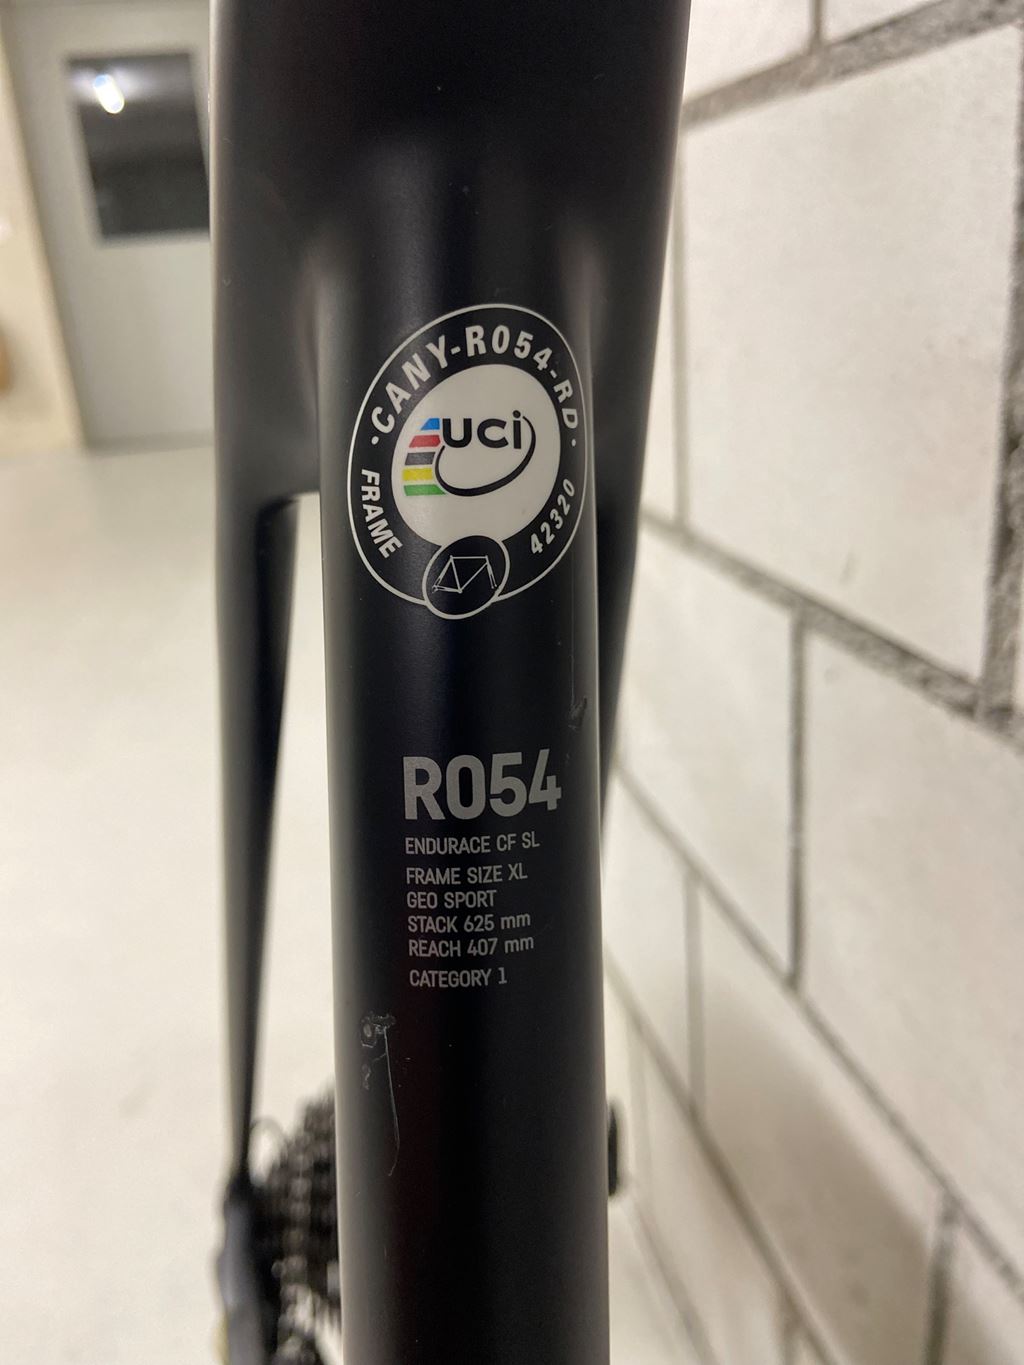 CANY-R054-RD
FRAME
42320
uci
R054
ENDURACE CF SL
FRAME SIZE XL
GEO SPORT
STACK 625 mm
REACH 407 mm
CATEGORY 1